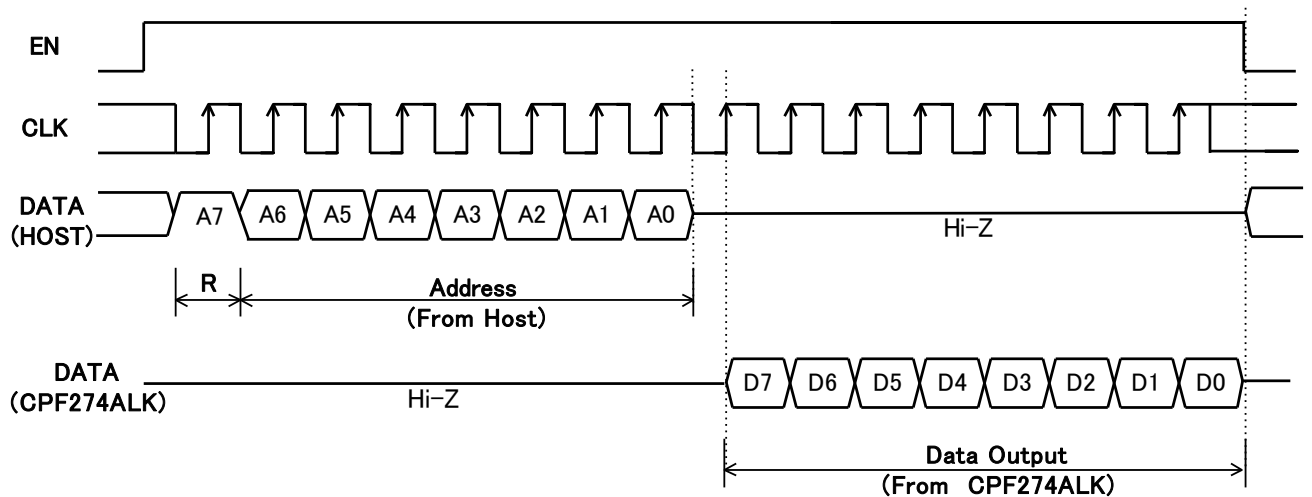 EN
CLK
DATA
(HOST)
A7 A6 A5 A4 A3 A2 A1 A0
Hi-Z
R
Address
(From Host)
DATA
(CPF274ALK)
Hi-Z
D7 D6 D5 D4 D3 D2 D1 D0
Data Output
(From CPF274ALK)